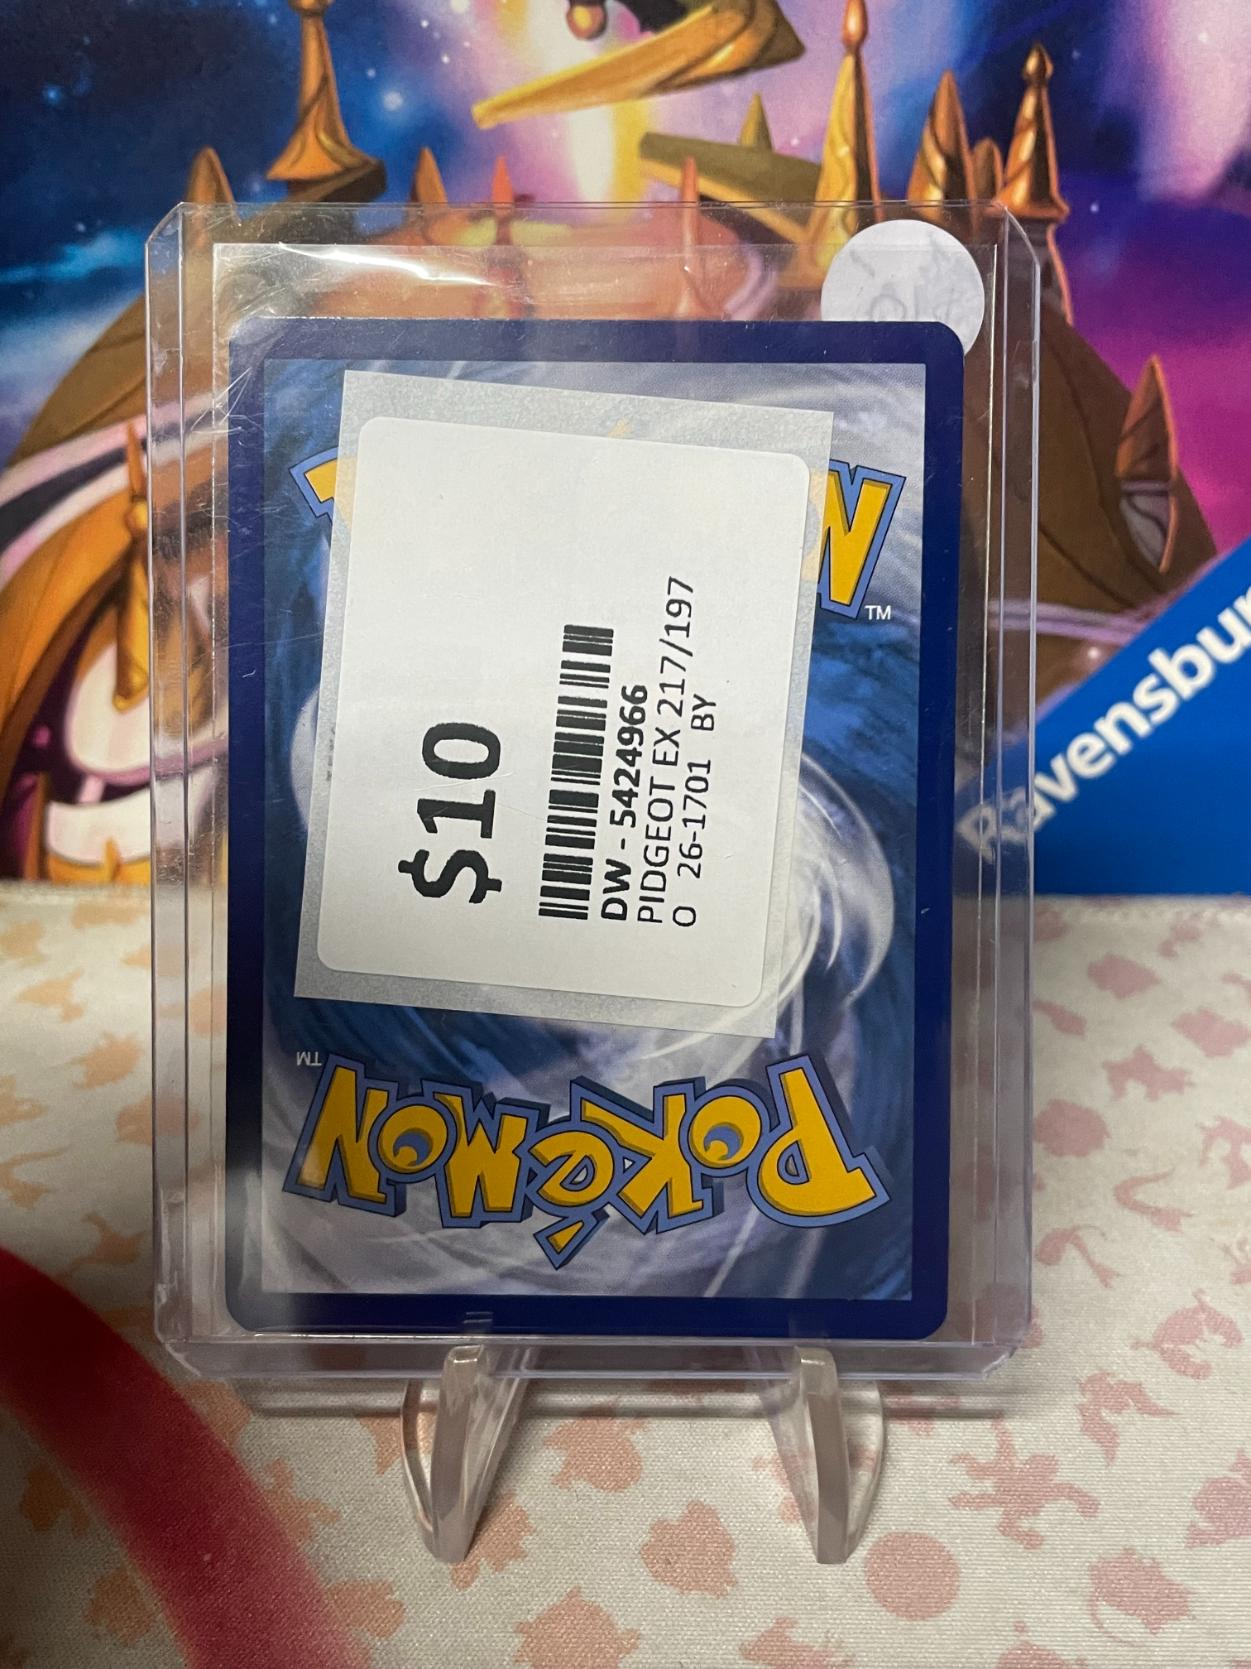 N
TM
$10
DW - 5424966
PIDGEOT EX 217/197
O 26-1701 BY
TM
POKéMON
Ravensbur